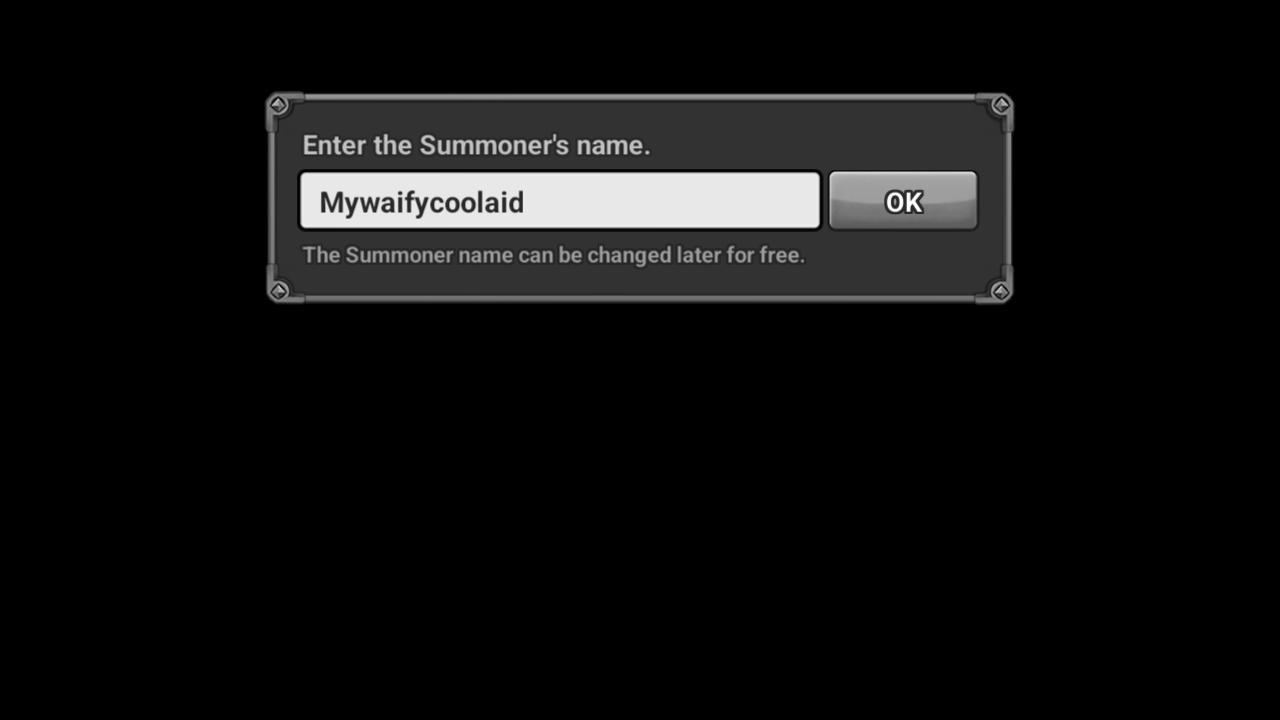 Enter the Summoner's name.
Mywaifycoolaid
OK
The Summoner name can be changed later for free.